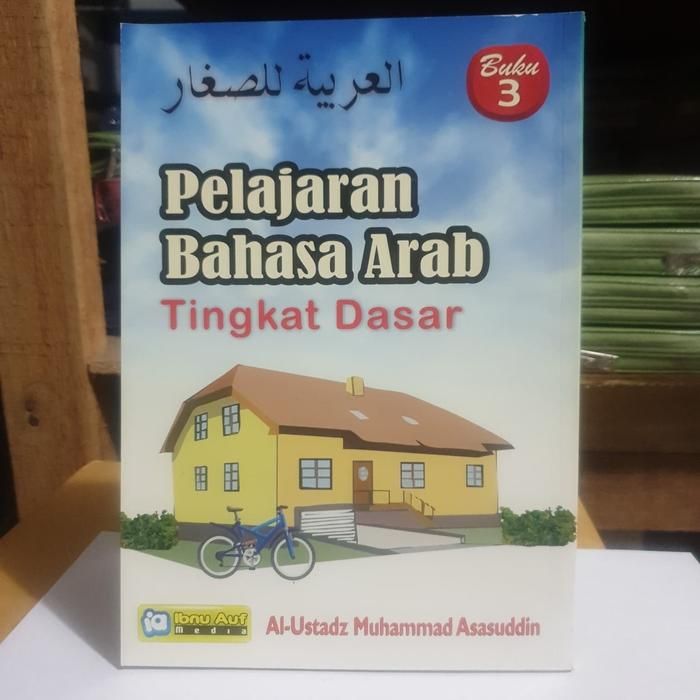 العربية للصغار
Buku
3
Pelajaran
Bahasa Arab
Tingkat Dasar
ia Ibnu Auf
Media
Al-Ustadz Muhammad Asasuddin